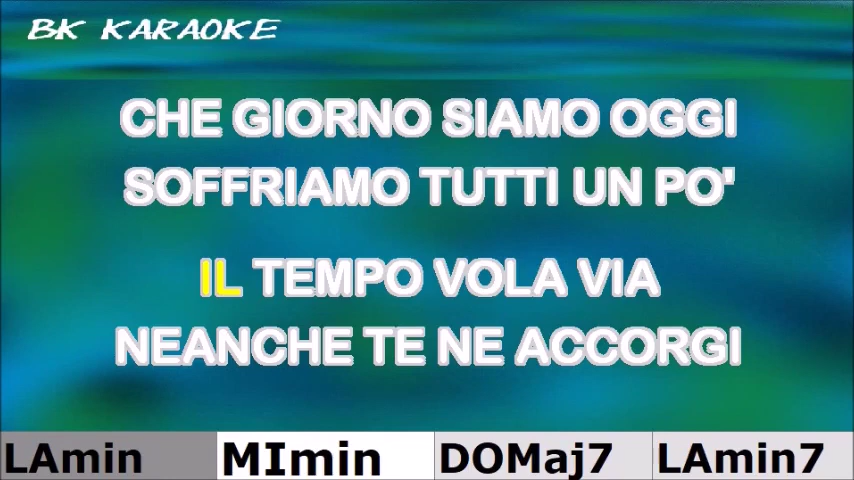 BK KARAOKE
CHE GIORNO SIAMO OGGI
SOFFRIAMO TUTTI UN PO'
IL TEMPO VOLA VIA
NEANCHE TE NE ACCORGI
LAmin MImin DOMaj7 LAmin7